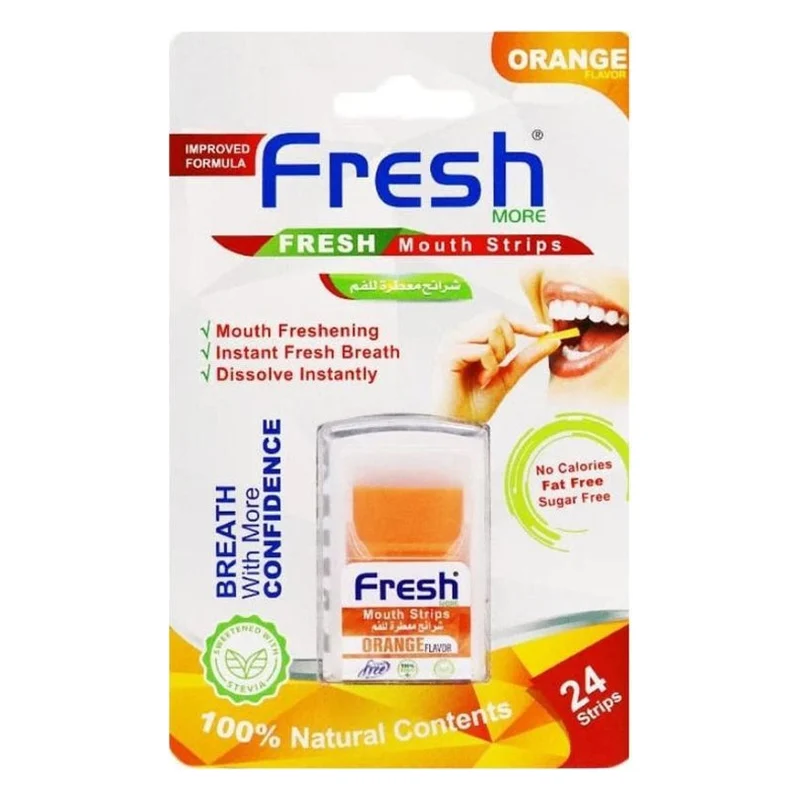 ORANGE
FLAVOR
IMPROVED
FORMULA
Fresh®
MORE
FRESH Mouth Strips
شرائح معطرة للفم
√ Mouth Freshening
√ Instant Fresh Breath
√ Dissolve Instantly
No Calories
Fat Free
Sugar Free
BREATH
With More
CONFIDENCE
Fresh
MORE
Mouth Strips
شرائح معطرة للفم
ORANGE FLAVOR
free
100%
SWEETENED WITH
STEVIA
24
Strips
100% Natural Contents